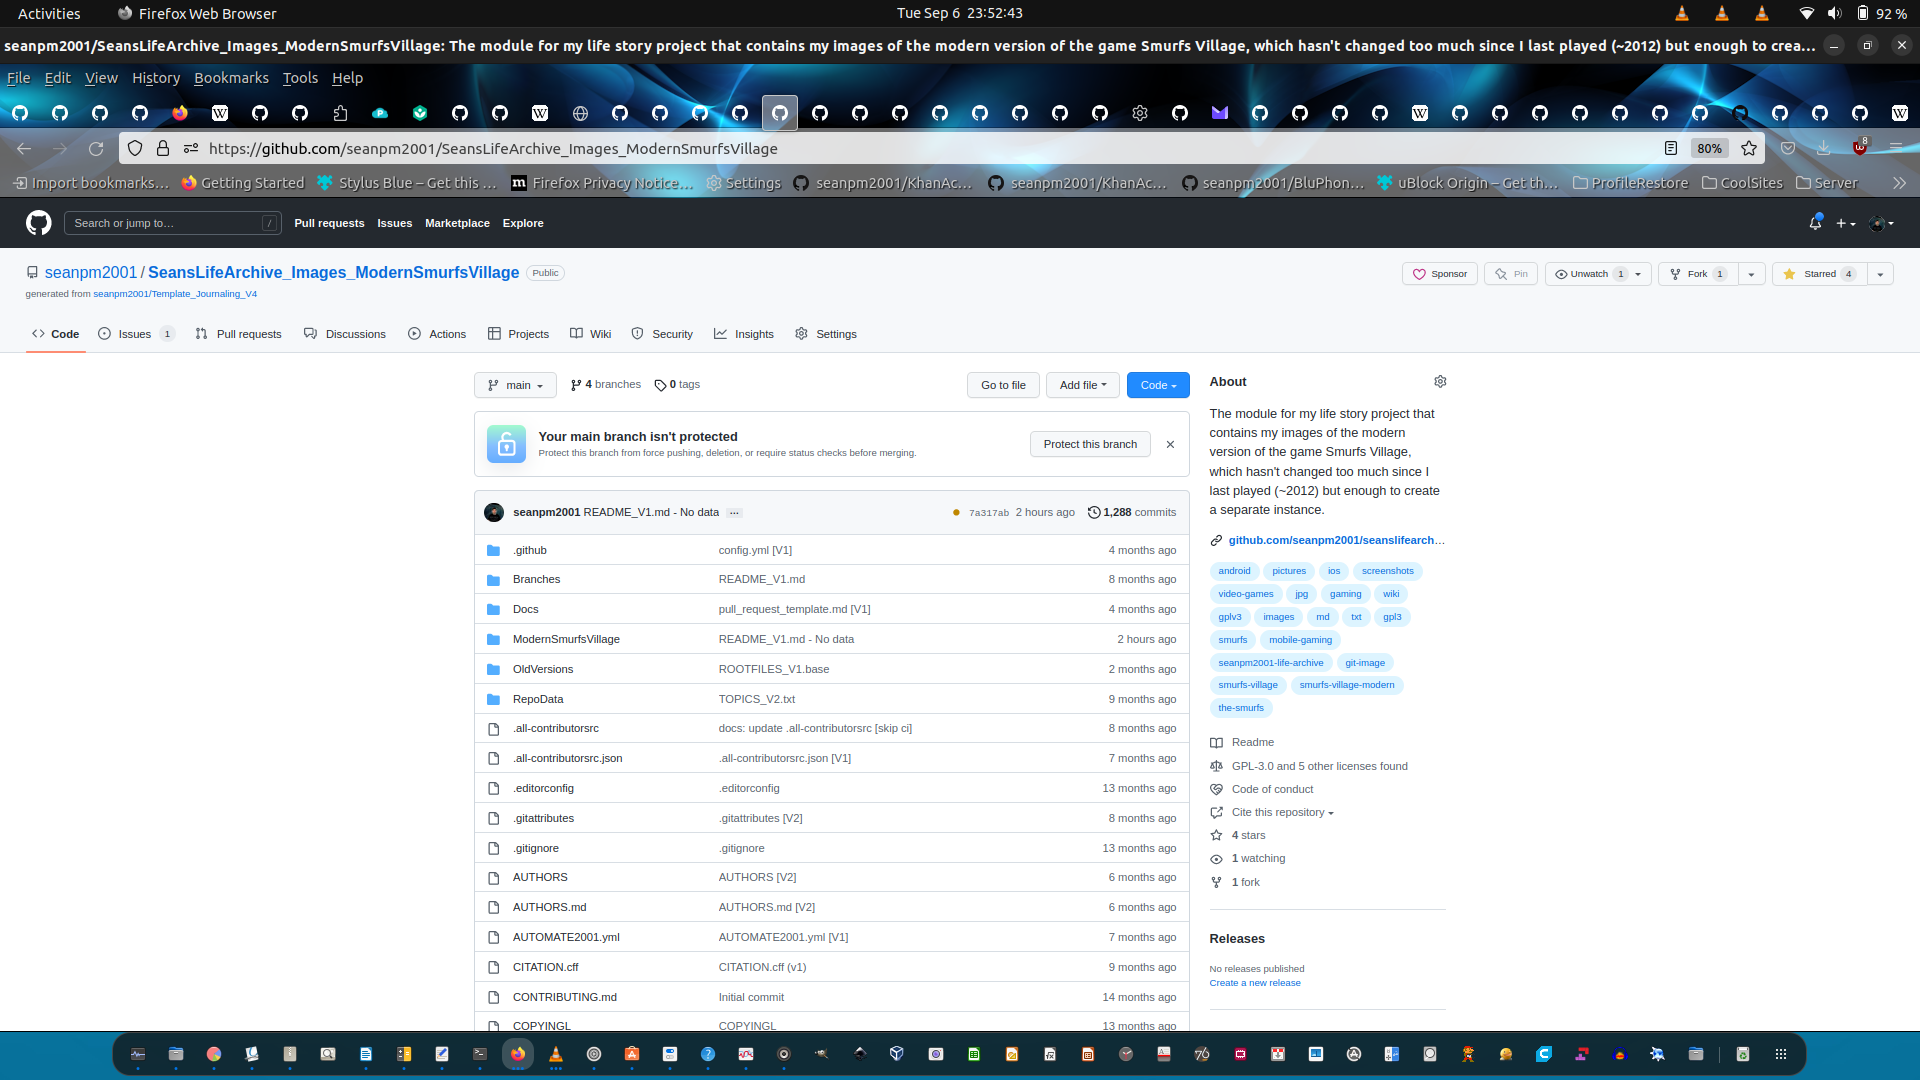 Activities Firefox Web Browser Tue Sep 6 23:52:43 92 %
seanpm2001/SeansLifeArchive_Images_ModernSmurfsVillage: The module for my life story project that contains my images of the modern version of the game Smurfs Village, which hasn't changed too much since I last played (~2012) but enough to crea…
File Edit View History Bookmarks Tools Help
https://github.com/seanpm2001/SeansLifeArchive_Images_ModernSmurfsVillage 80% 8
Import bookmarks… Getting Started Stylus Blue – Get this … Firefox Privacy Notice… Settings seanpm2001/KhanAc… seanpm2001/KhanAc… seanpm2001/BluPhon… uBlock Origin – Get th… ProfileRestore CoolSites Server
Search or jump to… / Pull requests Issues Marketplace Explore
seanpm2001 / SeansLifeArchive_Images_ModernSmurfsVillage Public
Sponsor Pin Unwatch 1 Fork 1 Starred 4
generated from seanpm2001/Template_Journaling_V4
Code Issues 1 Pull requests Discussions Actions Projects Wiki Security Insights Settings
main 4 branches 0 tags Go to file Add file Code
Your main branch isn't protected
Protect this branch from force pushing, deletion, or require status checks before merging.
Protect this branch
seanpm2001 README_V1.md - No data … 7a317ab 2 hours ago 1,288 commits
.github config.yml [V1] 4 months ago
Branches README_V1.md 8 months ago
Docs pull_request_template.md [V1] 4 months ago
ModernSmurfsVillage README_V1.md - No data 2 hours ago
OldVersions ROOTFILES_V1.base 2 months ago
RepoData TOPICS_V2.txt 9 months ago
.all-contributorsrc docs: update .all-contributorsrc [skip ci] 8 months ago
.all-contributorsrc.json .all-contributorsrc.json [V1] 7 months ago
.editorconfig .editorconfig 13 months ago
.gitattributes .gitattributes [V2] 8 months ago
.gitignore .gitignore 13 months ago
AUTHORS AUTHORS [V2] 6 months ago
AUTHORS.md AUTHORS.md [V2] 6 months ago
AUTOMATE2001.yml AUTOMATE2001.yml [V1] 7 months ago
CITATION.cff CITATION.cff (v1) 9 months ago
CONTRIBUTING.md Initial commit 14 months ago
COPYINGL COPYINGL 13 months ago
About
The module for my life story project that
contains my images of the modern
version of the game Smurfs Village,
which hasn't changed too much since I
last played (~2012) but enough to create
a separate instance.
github.com/seanpm2001/seanslifearch…
android pictures ios screenshots
video-games jpg gaming wiki
gplv3 images md txt gpl3
smurfs mobile-gaming
seanpm2001-life-archive git-image
smurfs-village smurfs-village-modern
the-smurfs
Readme
GPL-3.0 and 5 other licenses found
Code of conduct
Cite this repository
4 stars
1 watching
1 fork
Releases
No releases published
Create a new release